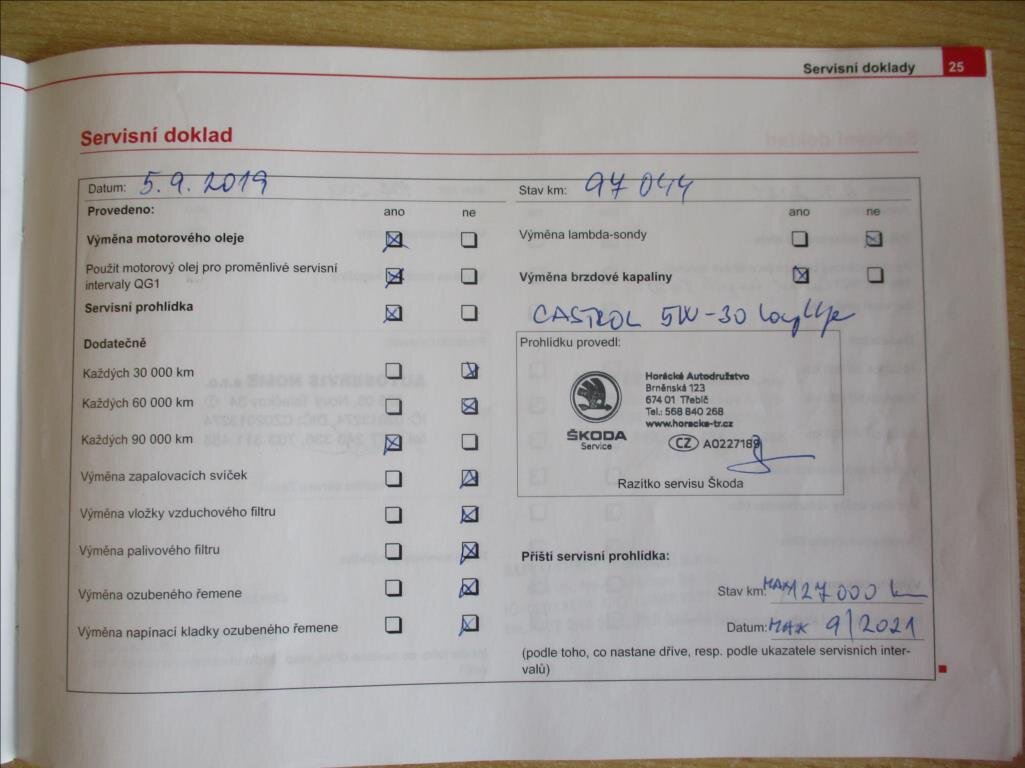 Servisní doklady 25
Servisní doklad
Datum: 5.9.2019
Stav km: 97 044
Provedeno: ano ne
ano ne
Výměna motorového oleje
Výměna lambda-sondy
Použit motorový olej pro proměnlivé servisní
intervaly QG1
Výměna brzdové kapaliny
Servisní prohlídka
CASTROL 5W-30
Dodatečně
Prohlídku provedl:
Každých 30 000 km
Každých 60 000 km
Každých 90 000 km
Výměna zapalovacích svíček
Výměna vložky vzduchového filtru
Výměna palivového filtru
Výměna ozubeného řemene
Výměna napínací kladky ozubeného řemene
Horácké Autodružstvo
Brněnská 123
674 01 Třebíč
Tel.: 568 840 268
www.horacka-tr.cz
ŠKODA
Service
CZ A0227189
Razítko servisu Škoda
Příští servisní prohlídka:
Stav km: MAX 127 000 km
Datum: MAX 9/2021
(podle toho, co nastane dříve, resp. podle ukazatele servisních inter-
valů)